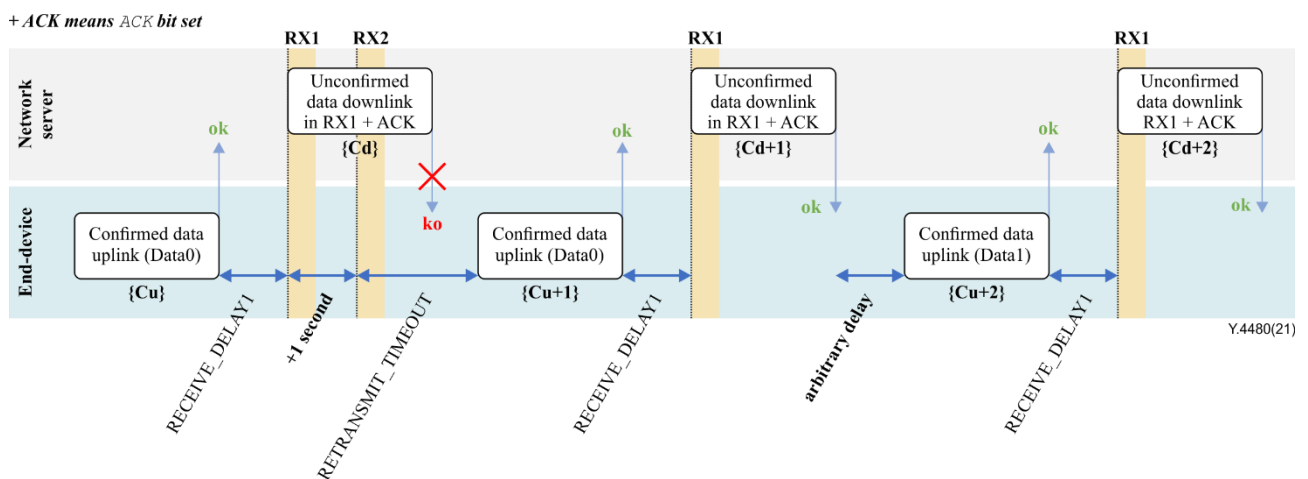 + ACK means ACK bit set
RX1
RX2
RX1
RX1
Network
server
Unconfirmed
data downlink
in RX1 + ACK
{Cd}
Unconfirmed
data downlink
in RX1 + ACK
{Cd+1}
Unconfirmed
data downlink
RX1 + ACK
{Cd+2}
ok
ok
ok
ko
ok
ok
End-device
Confirmed data
uplink (Data0)
{Cu}
Confirmed data
uplink (Data0)
{Cu+1}
Confirmed data
uplink (Data1)
{Cu+2}
RECEIVE_DELAY1
+1 second
RETRANSMIT_TIMEOUT
RECEIVE_DELAY1
arbitrary delay
RECEIVE_DELAY1
Y.4480(21)